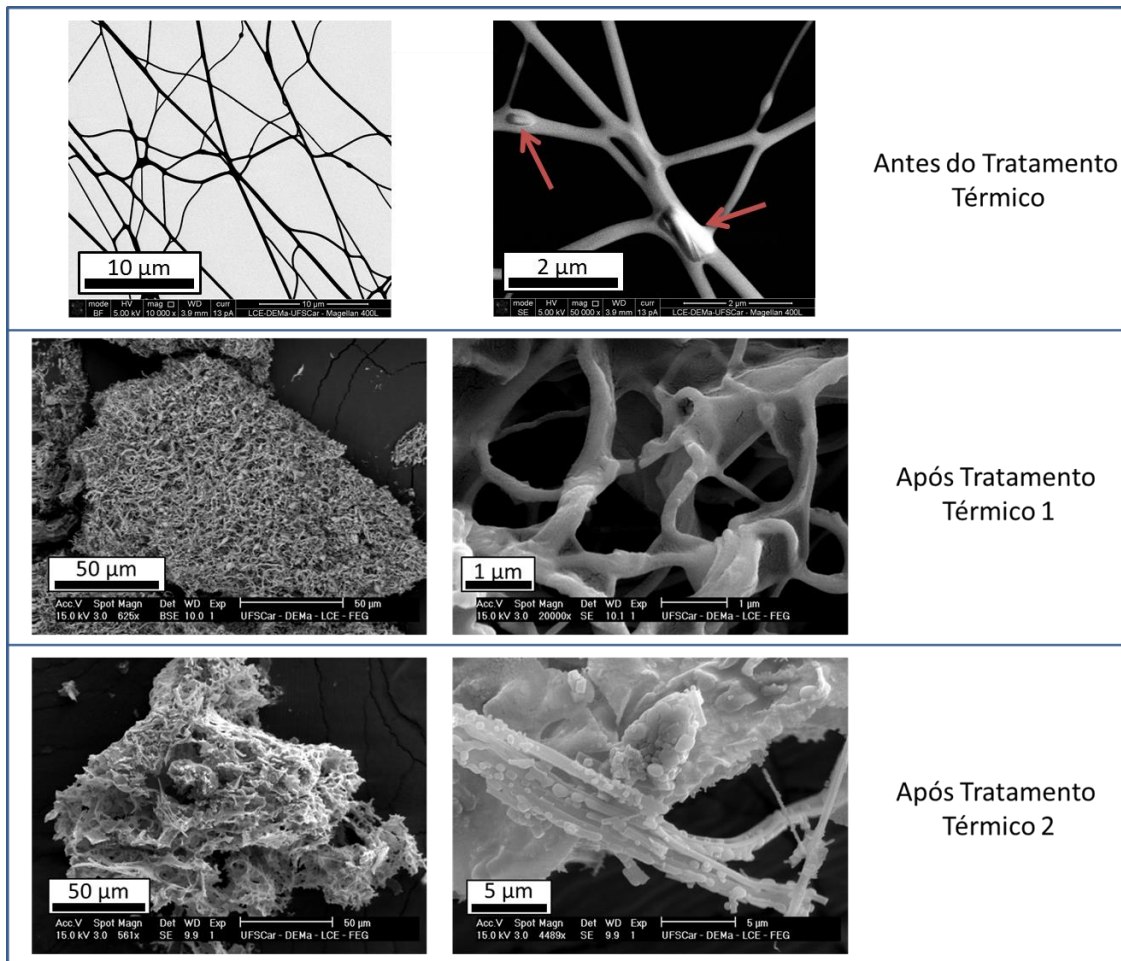 10 µm
mode HV mag □ WD curr
BF 5.00 kV 10 000 x 3.9 mm 13 pA
10 µm
LCE-DEMa-UFSCar - Magellan 400L
2 µm
mode HV mag □ WD curr
SE 5.00 kV 50 000 x 3.9 mm 13 pA
2 µm
LCE-DEMa-UFSCar - Magellan 400L
Antes do Tratamento
Térmico
50 µm
Acc.V Spot Magn Det WD Exp
15.0 kV 3.0 625x BSE 10.0 1
50 µm
UFSCar - DEMa - LCE - FEG
1 µm
Acc.V Spot Magn Det WD Exp
15.0 kV 3.0 20000x SE 10.1 1
1 µm
UFSCar - DEMa - LCE - FEG
Após Tratamento
Térmico 1
50 µm
Acc.V Spot Magn Det WD Exp
15.0 kV 3.0 561x SE 9.9 1
50 µm
UFSCar - DEMa - LCE - FEG
5 µm
Acc.V Spot Magn Det WD Exp
15.0 kV 3.0 4489x SE 9.9 1
5 µm
UFSCar - DEMa - LCE - FEG
Após Tratamento
Térmico 2